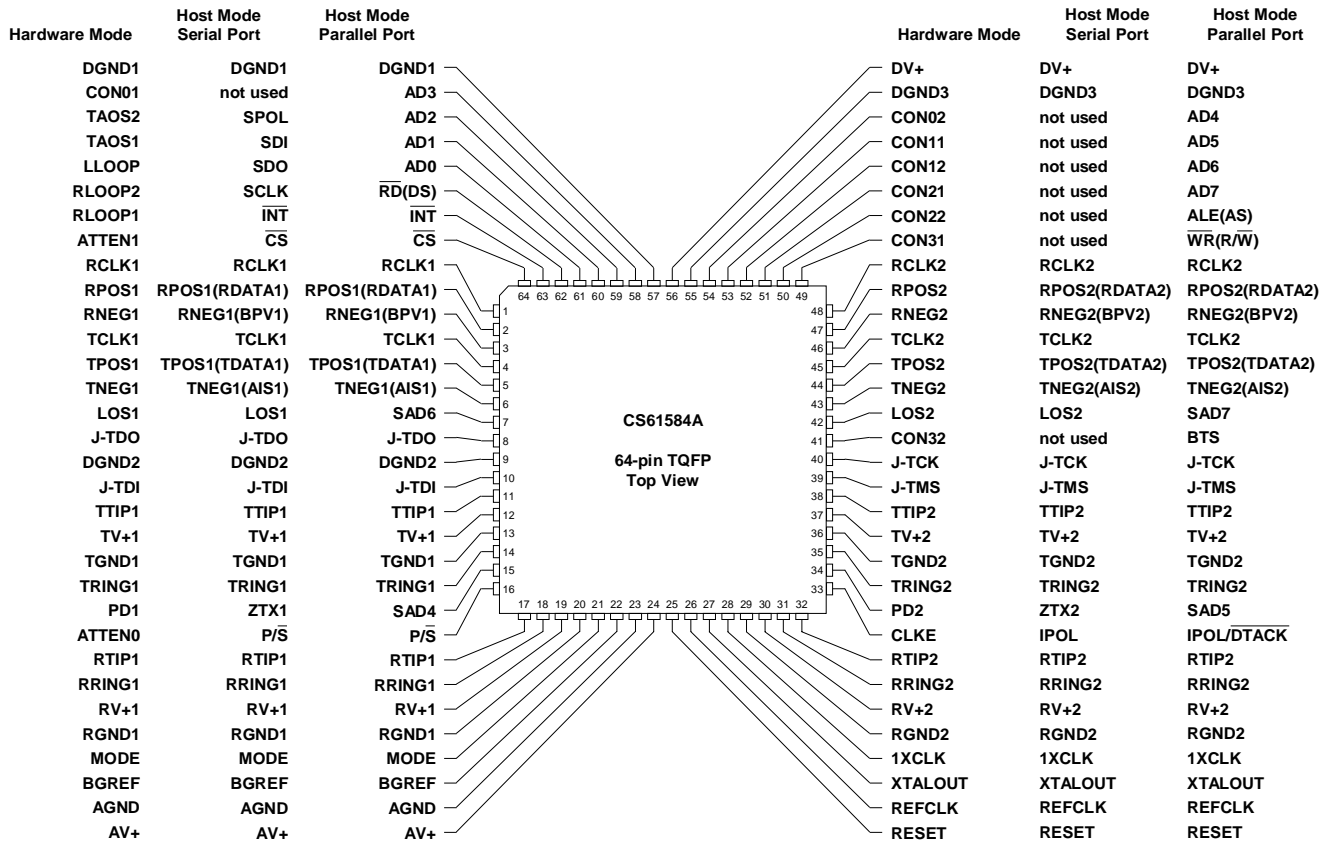 Hardware Mode Host Mode Serial Port Host Mode Parallel Port
DGND1 DGND1 DGND1
CON01 not used AD3
TAOS2 SPOL AD2
TAOS1 SDI AD1
LLOOP SDO AD0
RLOOP2 SCLK R̅D̅(DS)
RLOOP1 I̅N̅T̅ I̅N̅T̅
ATTEN1 C̅S̅ C̅S̅
RCLK1 RCLK1 RCLK1
RPOS1 RPOS1(RDATA1) RPOS1(RDATA1)
RNEG1 RNEG1(BPV1) RNEG1(BPV1)
TCLK1 TCLK1 TCLK1
TPOS1 TPOS1(TDATA1) TPOS1(TDATA1)
TNEG1 TNEG1(AIS1) TNEG1(AIS1)
LOS1 LOS1 SAD6
J-TDO J-TDO J-TDO
DGND2 DGND2 DGND2
J-TDI J-TDI J-TDI
TTIP1 TTIP1 TTIP1
TV+1 TV+1 TV+1
TGND1 TGND1 TGND1
TRING1 TRING1 TRING1
PD1 ZTX1 SAD4
ATTEN0 P/S̅ P/S̅
RTIP1 RTIP1 RTIP1
RRING1 RRING1 RRING1
RV+1 RV+1 RV+1
RGND1 RGND1 RGND1
MODE MODE MODE
BGREF BGREF BGREF
AGND AGND AGND
AV+ AV+ AV+
64 63 62 61 60 59 58 57 56 55 54 53 52 51 50 49
1
2
3
4
5
6
7
8
9
10
11
12
13
14
15
16
CS61584A
64-pin TQFP
Top View
48
47
46
45
44
43
42
41
40
39
38
37
36
35
34
33
17 18 19 20 21 22 23 24 25 26 27 28 29 30 31 32
Hardware Mode Host Mode Serial Port Host Mode Parallel Port
DV+ DV+ DV+
DGND3 DGND3 DGND3
CON02 not used AD4
CON11 not used AD5
CON12 not used AD6
CON21 not used AD7
CON22 not used ALE(AS)
CON31 not used W̅R̅(R/W̅)
RCLK2 RCLK2 RCLK2
RPOS2 RPOS2(RDATA2) RPOS2(RDATA2)
RNEG2 RNEG2(BPV2) RNEG2(BPV2)
TCLK2 TCLK2 TCLK2
TPOS2 TPOS2(TDATA2) TPOS2(TDATA2)
TNEG2 TNEG2(AIS2) TNEG2(AIS2)
LOS2 LOS2 SAD7
CON32 not used BTS
J-TCK J-TCK J-TCK
J-TMS J-TMS J-TMS
TTIP2 TTIP2 TTIP2
TV+2 TV+2 TV+2
TGND2 TGND2 TGND2
TRING2 TRING2 TRING2
PD2 ZTX2 SAD5
CLKE IPOL IPOL/D̅T̅A̅C̅K̅
RTIP2 RTIP2 RTIP2
RRING2 RRING2 RRING2
RV+2 RV+2 RV+2
RGND2 RGND2 RGND2
1XCLK 1XCLK 1XCLK
XTALOUT XTALOUT XTALOUT
REFCLK REFCLK REFCLK
RESET RESET RESET